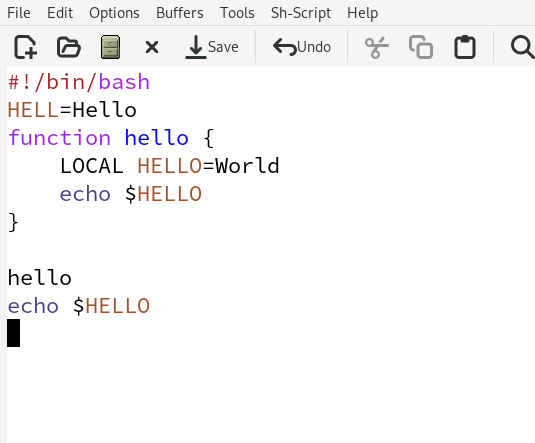 File Edit Options Buffers Tools Sh-Script Help
Save Undo
#!/bin/bash
HELL=Hello
function hello {
    LOCAL HELLO=World
    echo $HELLO
}

hello
echo $HELLO